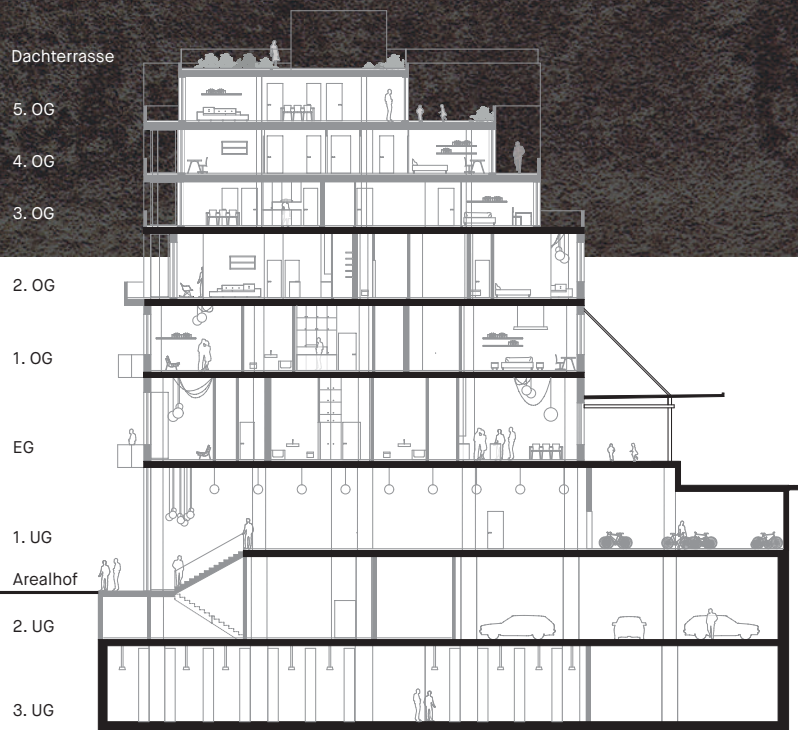 Dachterrasse
5. OG
4. OG
3. OG
2. OG
1. OG
EG
1. UG
Arealhof
2. UG
3. UG